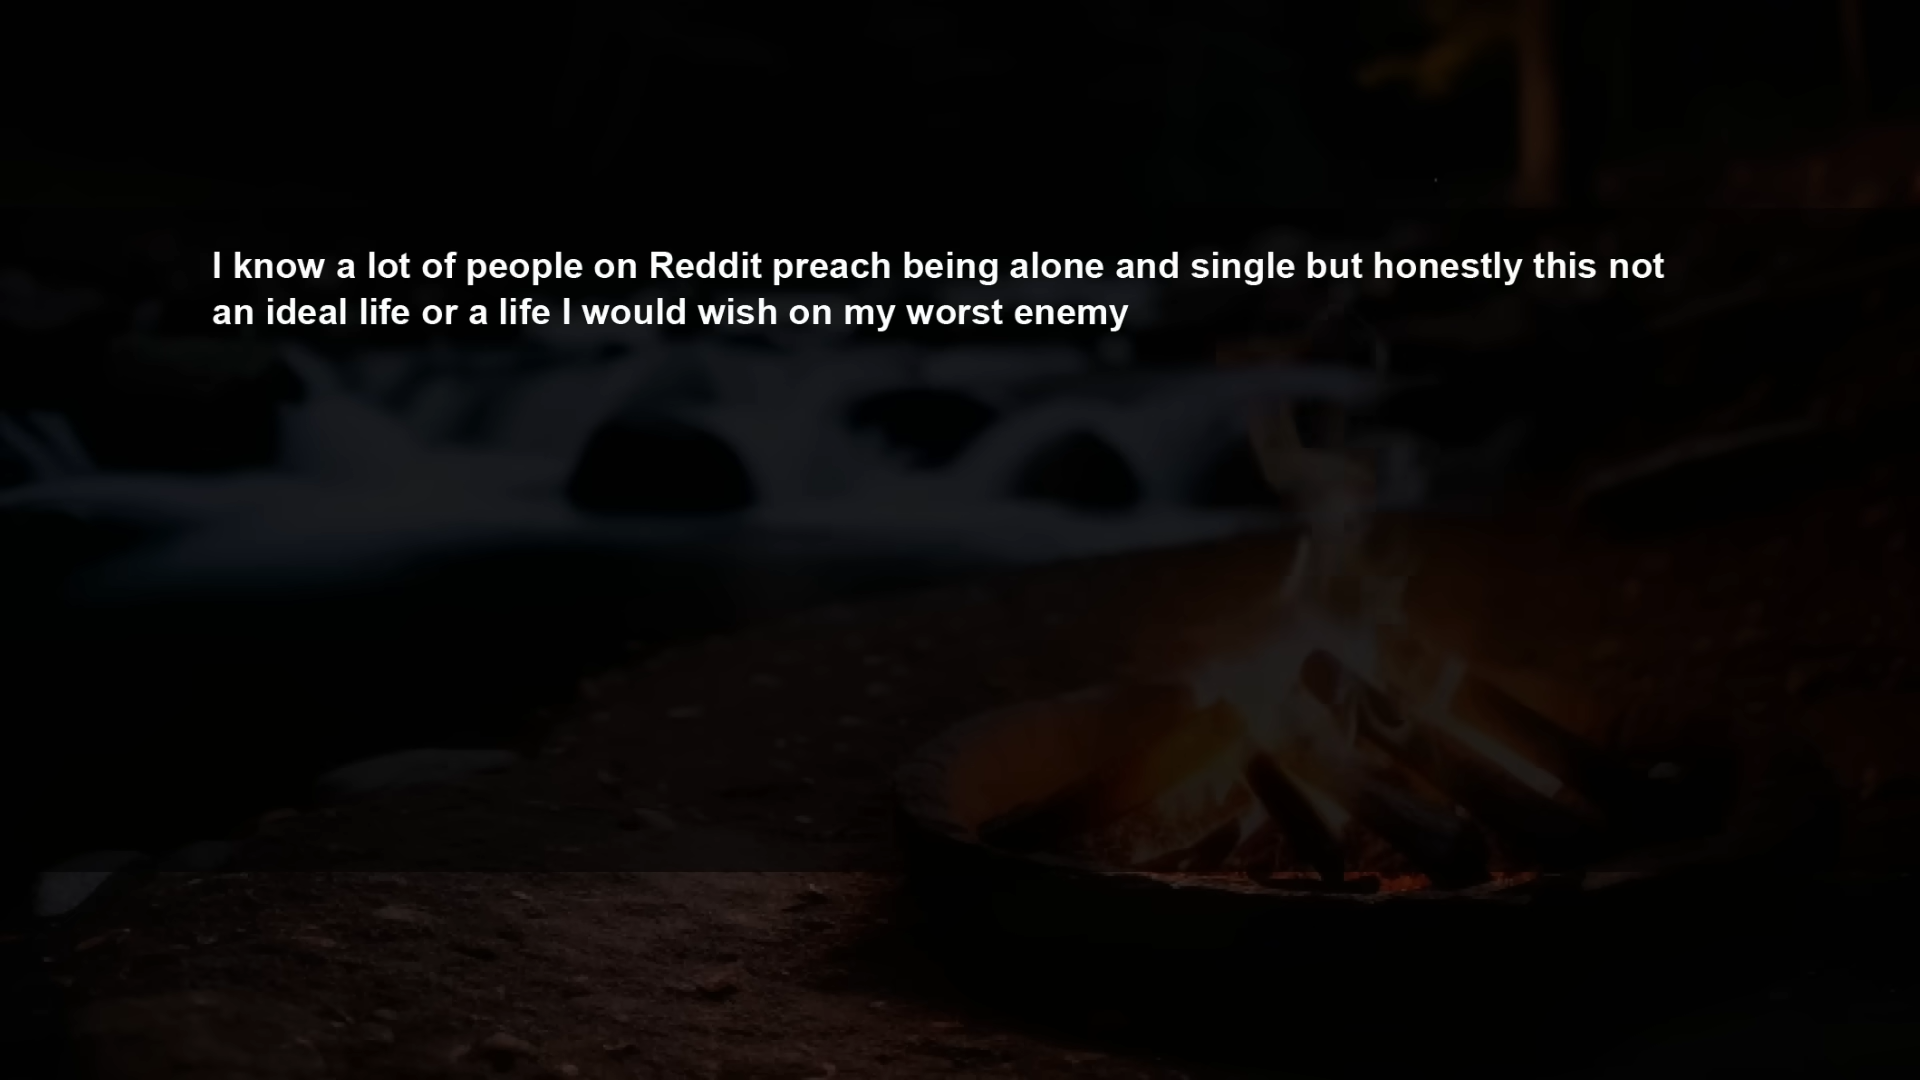 I know a lot of people on Reddit preach being alone and single but honestly this not
an ideal life or a life I would wish on my worst enemy